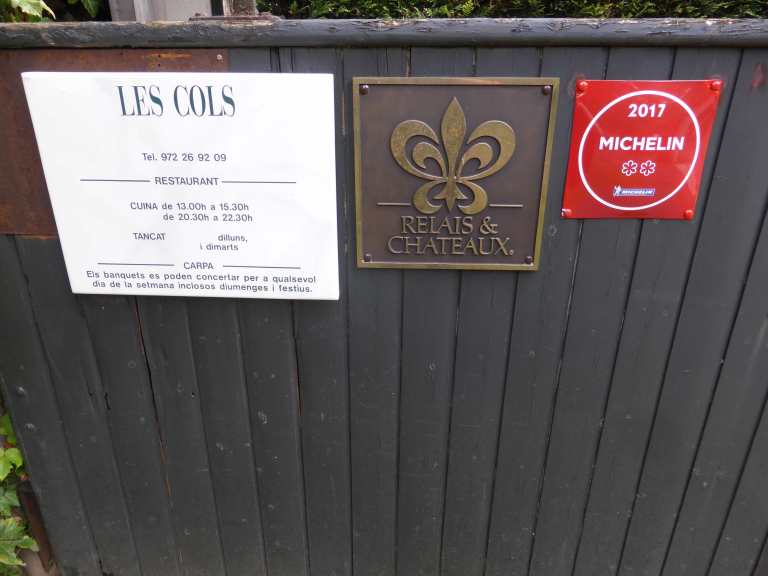 LES COLS
Tel. 972 26 92 09
RESTAURANT
CUINA de 13.00h a 15.30h
de 20.30h a 22.30h
TANCAT dilluns,
i dimarts
CARPA
Els banquets es poden concertar per a qualsevol
dia de la setmana inciosos diumenges i festius.
RELAIS &
CHATEAUX®
2017
MICHELIN
MICHELIN